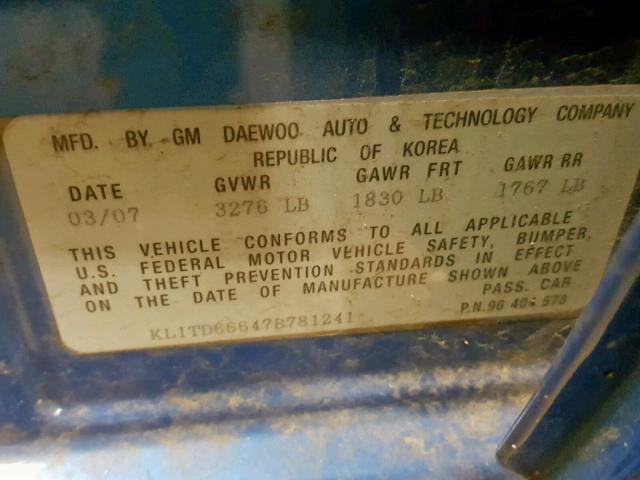 MFD. BY GM DAEWOO AUTO & TECHNOLOGY COMPANY
REPUBLIC OF KOREA
DATE GVWR GAWR FRT GAWR RR
03/07 3276 LB 1830 LB 1767 LB
THIS VEHICLE CONFORMS TO ALL APPLICABLE
U.S. FEDERAL MOTOR VEHICLE SAFETY, BUMPER,
AND THEFT PREVENTION STANDARDS IN EFFECT
ON THE DATE OF MANUFACTURE SHOWN ABOVE
PASS. CAR
KL1TD66647B781241
P.N.96